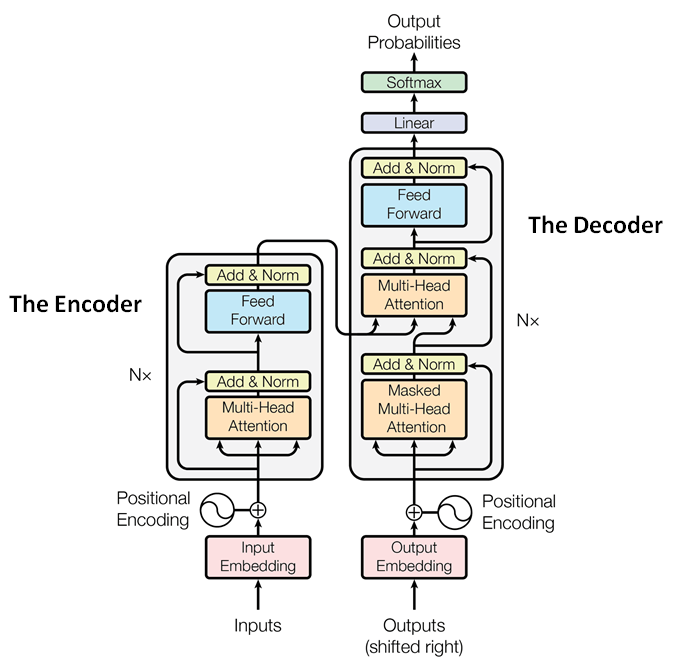 Output
Probabilities
Softmax
Linear
Add & Norm
Feed
Forward
The Decoder
Add & Norm
Multi-Head
Attention
N×
Add & Norm
Masked
Multi-Head
Attention
Positional
Encoding
Output
Embedding
Outputs
(shifted right)
The Encoder
Add & Norm
Feed
Forward
N×
Add & Norm
Multi-Head
Attention
Positional
Encoding
Input
Embedding
Inputs